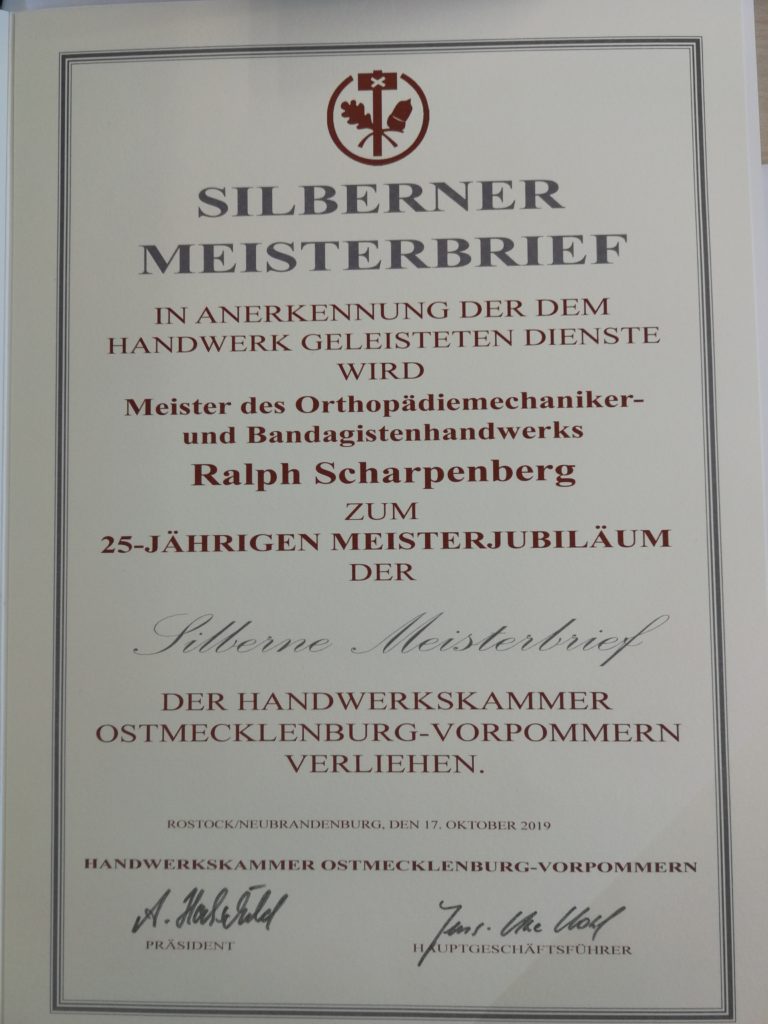 SILBERNER
MEISTERBRIEF
IN ANERKENNUNG DER DEM
HANDWERK GELEISTETEN DIENSTE
WIRD
Meister des Orthopädiemechaniker-
und Bandagistenhandwerks
Ralph Scharpenberg
ZUM
25-JÄHRIGEN MEISTERJUBILÄUM
DER
Silberne Meisterbrief
DER HANDWERKSKAMMER
OSTMECKLENBURG-VORPOMMERN
VERLIEHEN.
ROSTOCK/NEUBRANDENBURG, DEN 17. OKTOBER 2019
HANDWERKSKAMMER OSTMECKLENBURG-VORPOMMERN
PRÄSIDENT
HAUPTGESCHÄFTSFÜHRER